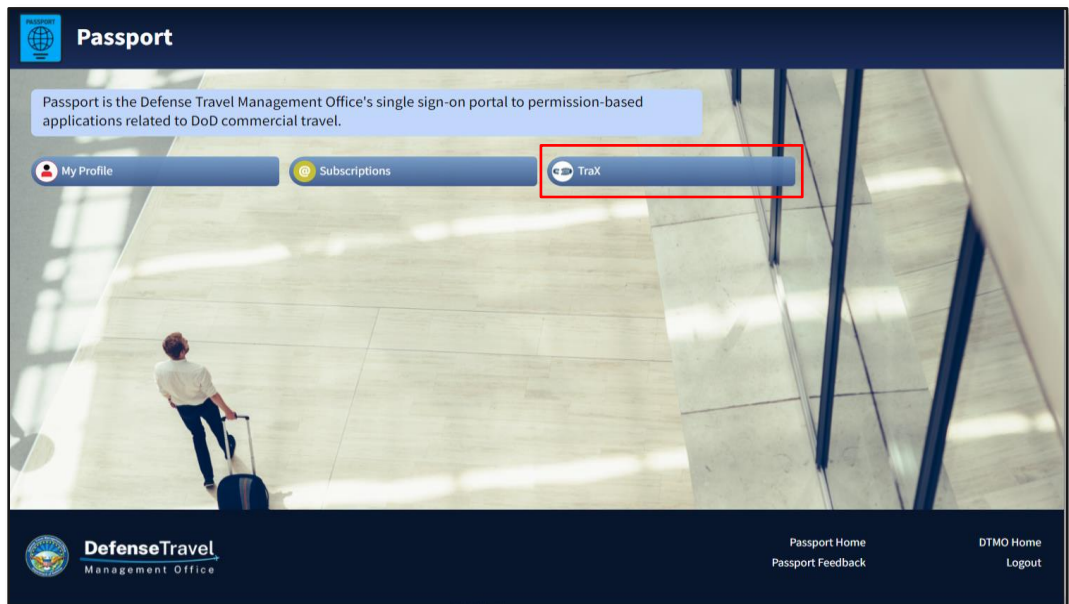 PASSPORT
Passport
Passport is the Defense Travel Management Office's single sign-on portal to permission-based
applications related to DoD commercial travel.
My Profile
@ Subscriptions
TraX
DefenseTravel
Management Office
Passport Home
DTMO Home
Passport Feedback
Logout